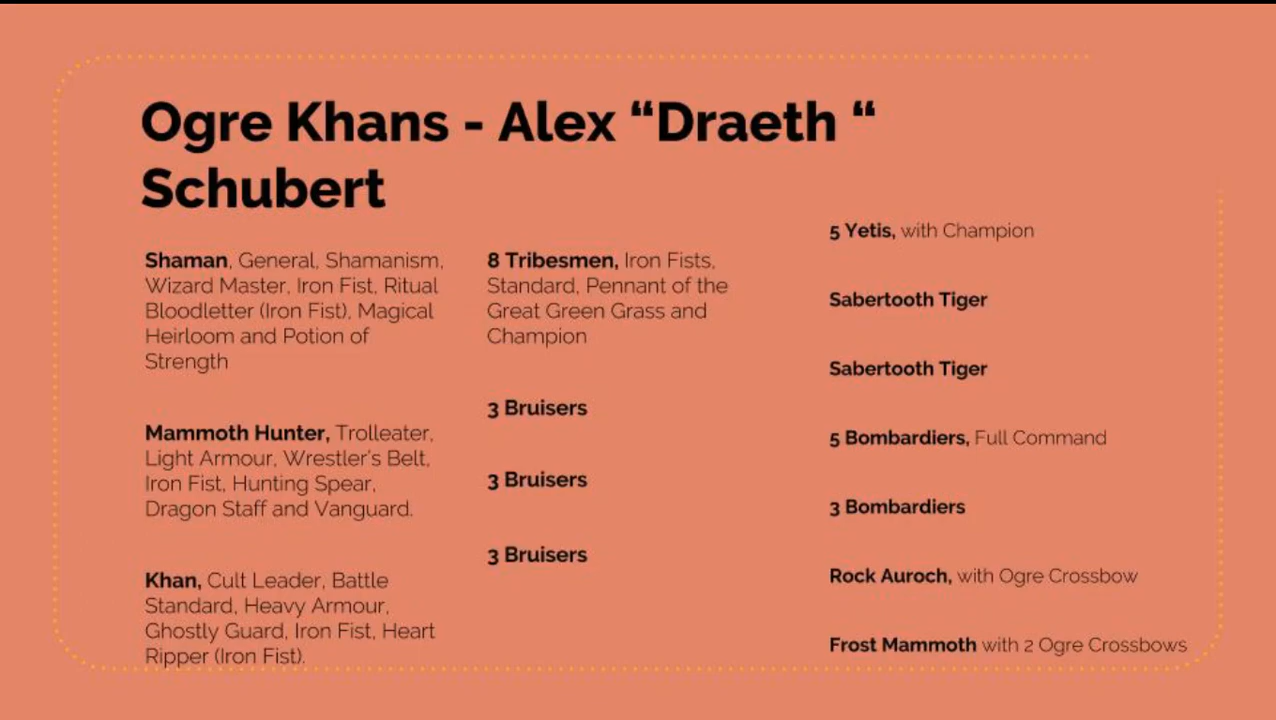 Ogre Khans - Alex “Draeth “
Schubert
Shaman, General, Shamanism,
Wizard Master, Iron Fist, Ritual
Bloodletter (Iron Fist), Magical
Heirloom and Potion of
Strength
Mammoth Hunter, Trolleater,
Light Armour, Wrestler's Belt,
Iron Fist, Hunting Spear,
Dragon Staff and Vanguard.
Khan, Cult Leader, Battle
Standard, Heavy Armour,
Ghostly Guard, Iron Fist, Heart
Ripper (Iron Fist).
8 Tribesmen, Iron Fists,
Standard, Pennant of the
Great Green Grass and
Champion
3 Bruisers
3 Bruisers
3 Bruisers
5 Yetis, with Champion
Sabertooth Tiger
Sabertooth Tiger
5 Bombardiers, Full Command
3 Bombardiers
Rock Auroch, with Ogre Crossbow
Frost Mammoth with 2 Ogre Crossbows